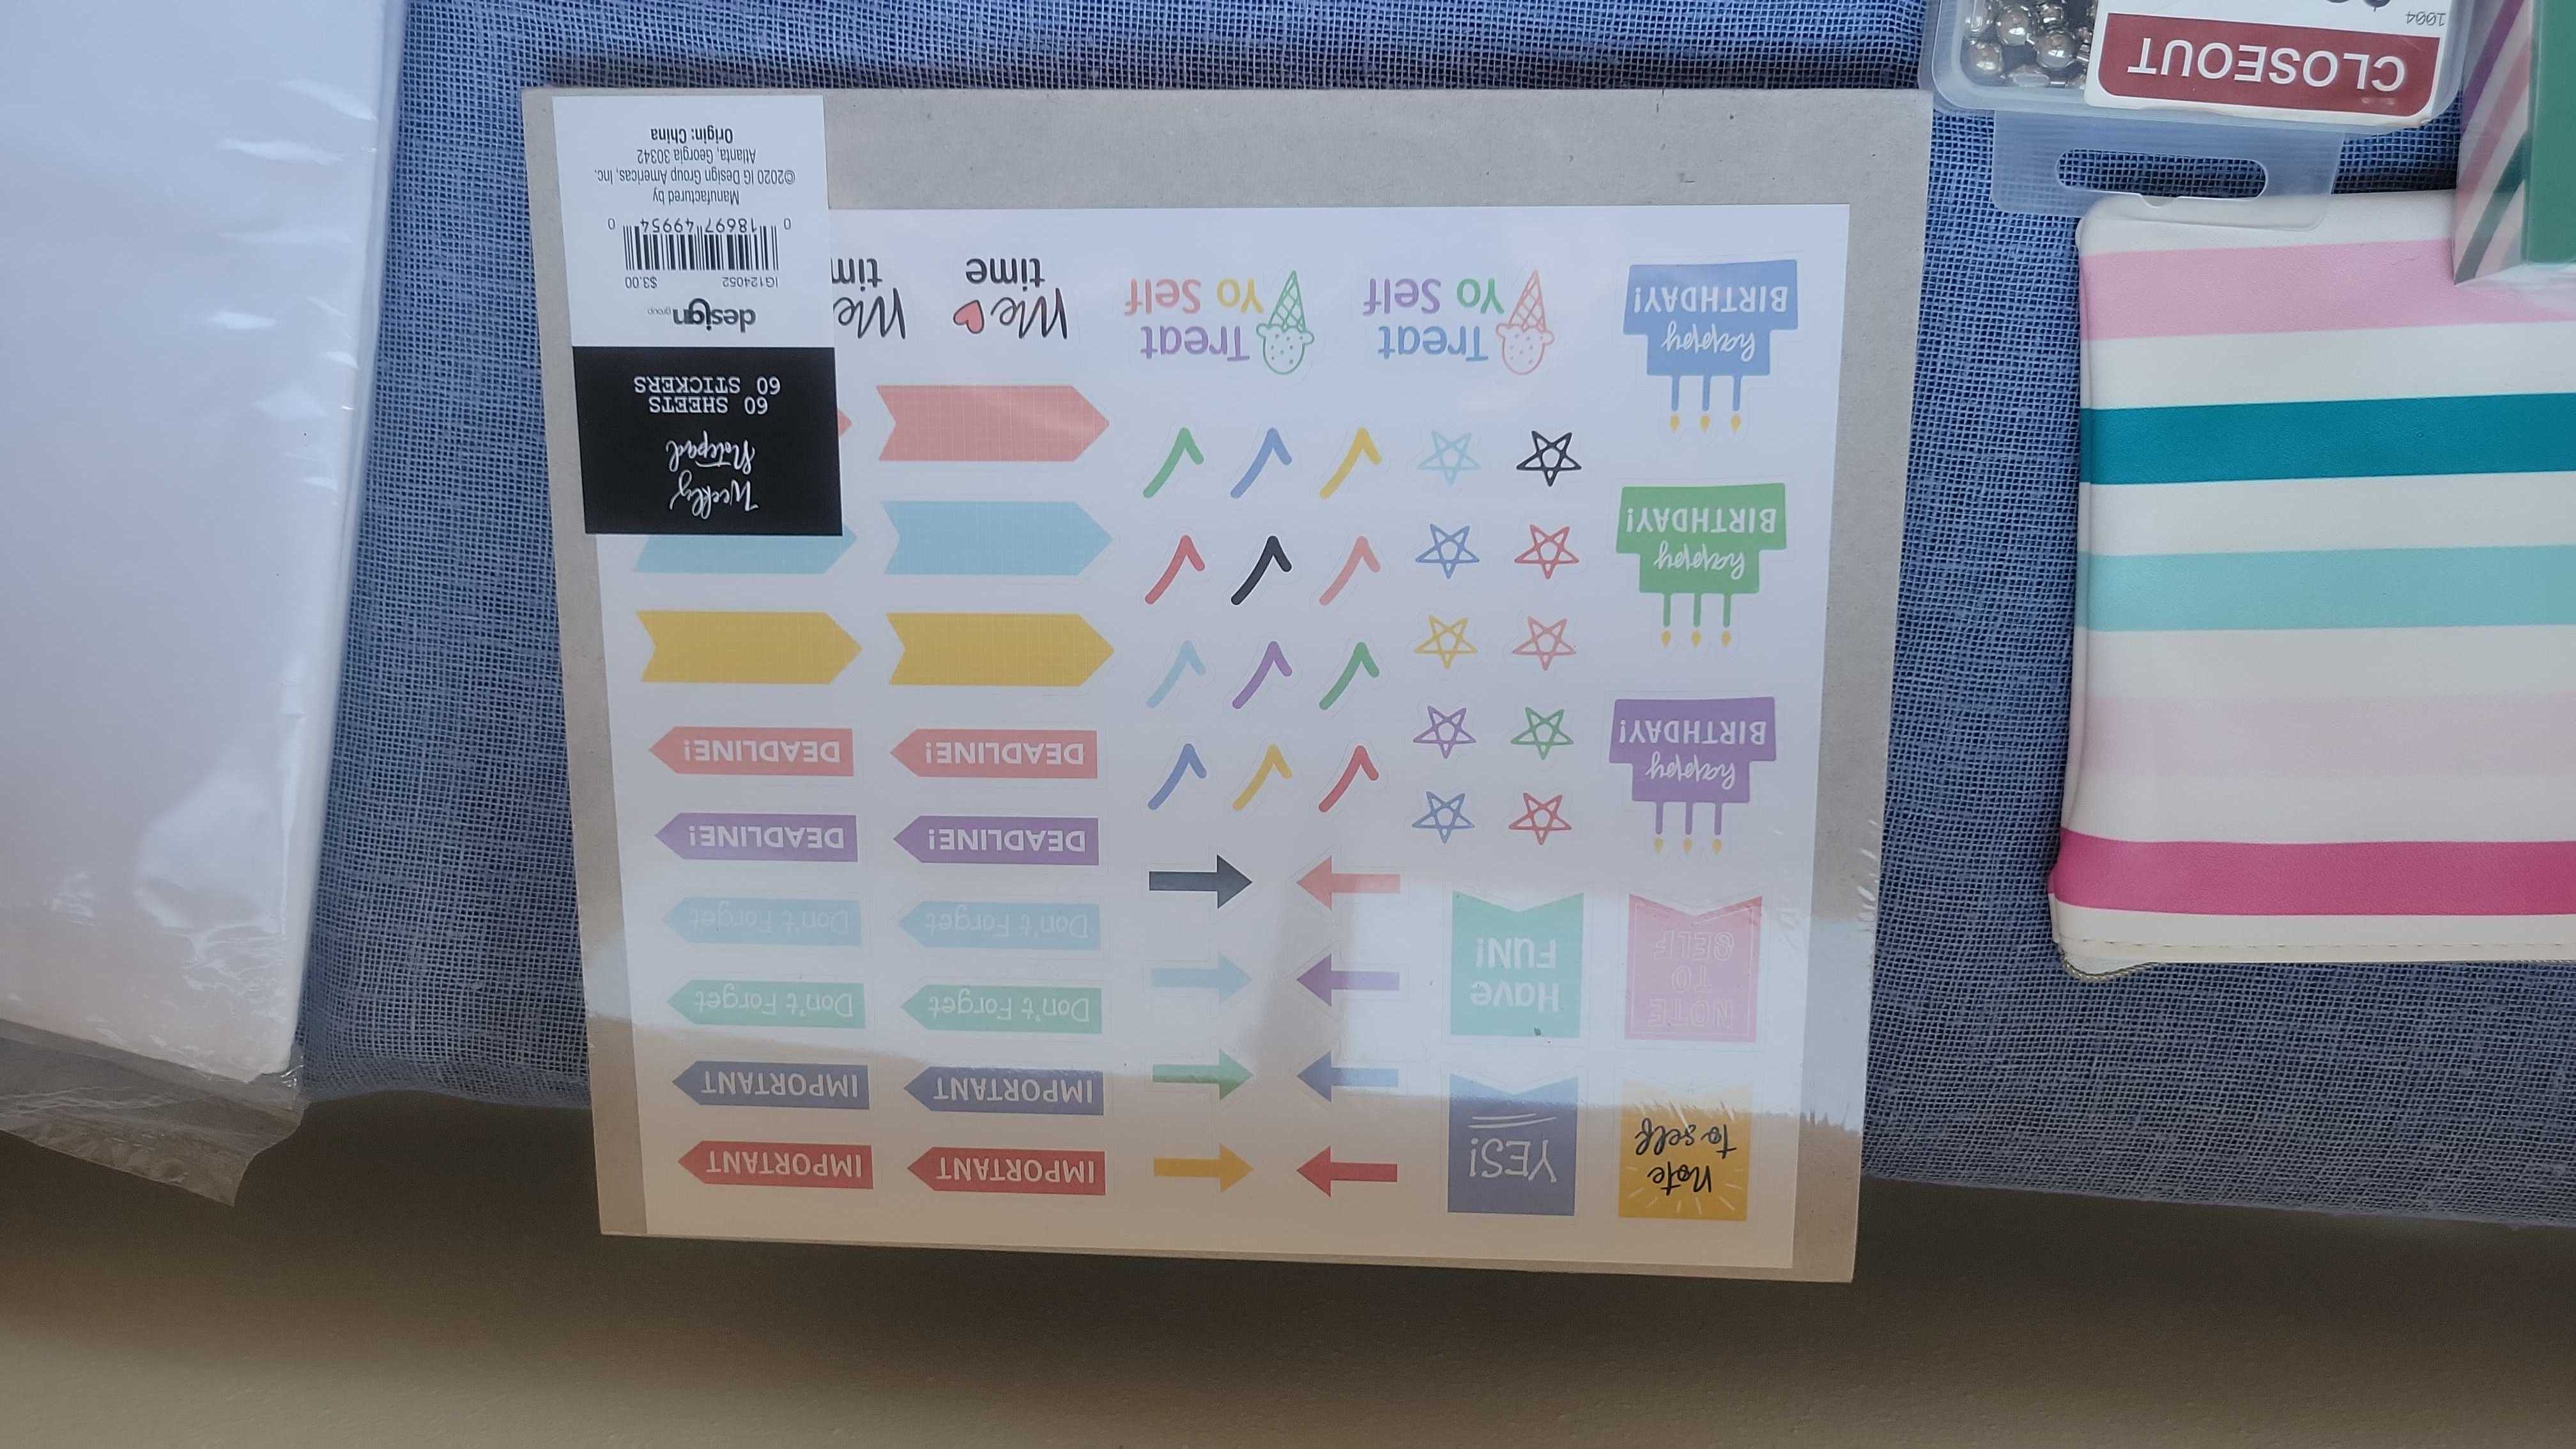 Note
to self
YES!
IMPORTANT
IMPORTANT
IMPORTANT
IMPORTANT
NOTE
TO
SELF
Have
FUN!
Don't Forget
Don't Forget
Don't Forget
Don't Forget
DEADLINE!
DEADLINE!
DEADLINE!
DEADLINE!
happy
BIRTHDAY!
happy
BIRTHDAY!
happy
BIRTHDAY!
Treat
Yo Self
Treat
Yo Self
Me
time
Me
tim
Weekly
Notepad
60 SHEETS
60 STICKERS
design group
IG124052 $3.00
0 18697 49954 0
Manufactured by
©2020 IG Design Group Americas, Inc.
Atlanta, Georgia 30342
Origin: China
CLOSEOUT
1004